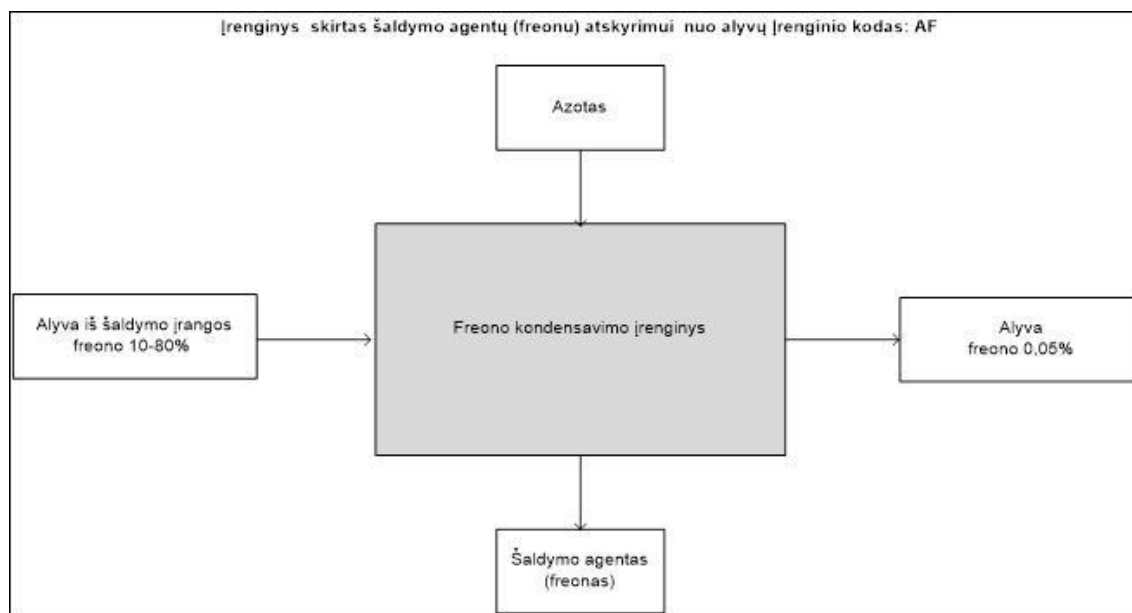 Įrenginys skirtas šaldymo agentų (freonu) atskyrimui nuo alyvų Įrenginio kodas: AF
Azotas
Alyva iš šaldymo įrangos
freono 10-80%
Freono kondensavimo įrenginys
Alyva
freono 0,05%
Šaldymo agentas
(freonas)